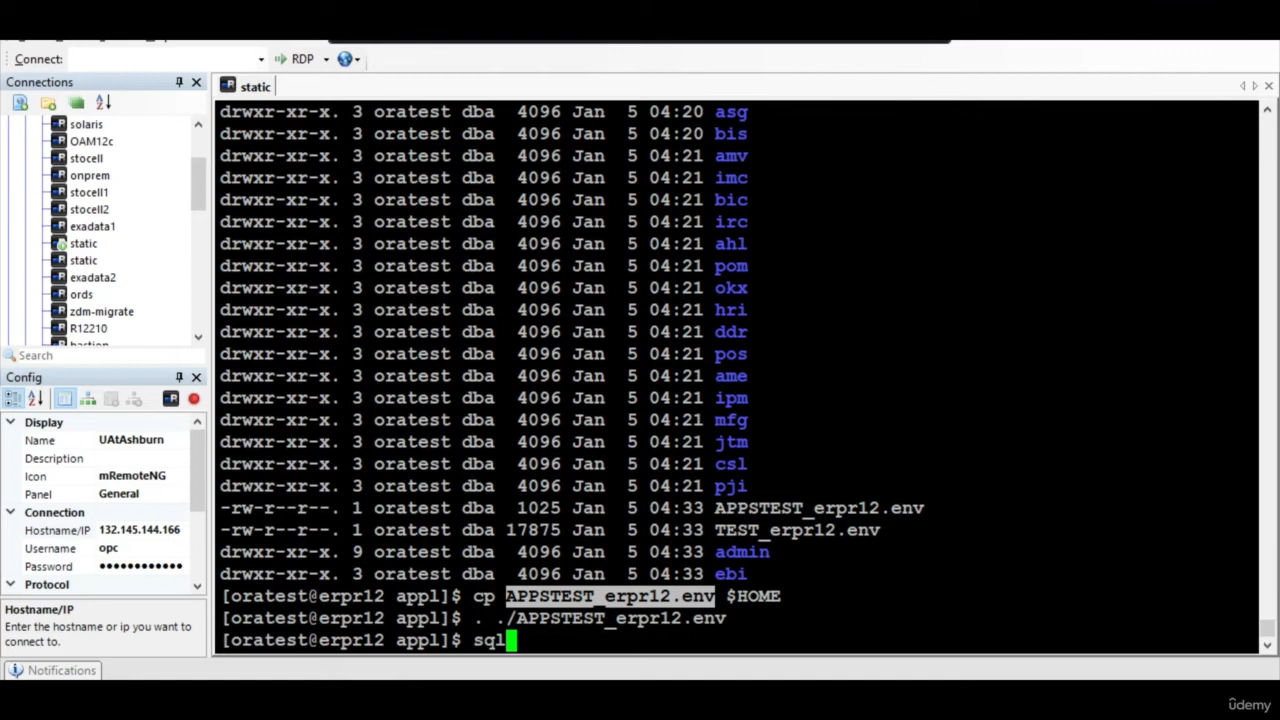 Connect:
RDP
Connections
static
solaris
OAM12c
stocell
onprem
stocell1
stocell2
exadata1
static
static
exadata2
ords
zdm-migrate
R12210
Search
Config
Display
Name UAtAshburn
Description
Icon mRemoteNG
Panel General
Connection
Hostname/IP 132.145.144.166
Username opc
Password ••••••••••••
Protocol
Hostname/IP
Enter the hostname or ip you want to
connect to.
Notifications
drwxr-xr-x. 3 oratest dba 4096 Jan 5 04:20 asg
drwxr-xr-x. 3 oratest dba 4096 Jan 5 04:20 bis
drwxr-xr-x. 3 oratest dba 4096 Jan 5 04:21 amv
drwxr-xr-x. 3 oratest dba 4096 Jan 5 04:21 imc
drwxr-xr-x. 3 oratest dba 4096 Jan 5 04:21 bic
drwxr-xr-x. 3 oratest dba 4096 Jan 5 04:21 irc
drwxr-xr-x. 3 oratest dba 4096 Jan 5 04:21 ahl
drwxr-xr-x. 3 oratest dba 4096 Jan 5 04:21 pom
drwxr-xr-x. 3 oratest dba 4096 Jan 5 04:21 okx
drwxr-xr-x. 3 oratest dba 4096 Jan 5 04:21 hri
drwxr-xr-x. 3 oratest dba 4096 Jan 5 04:21 ddr
drwxr-xr-x. 3 oratest dba 4096 Jan 5 04:21 pos
drwxr-xr-x. 3 oratest dba 4096 Jan 5 04:21 ame
drwxr-xr-x. 3 oratest dba 4096 Jan 5 04:21 ipm
drwxr-xr-x. 3 oratest dba 4096 Jan 5 04:21 mfg
drwxr-xr-x. 3 oratest dba 4096 Jan 5 04:21 jtm
drwxr-xr-x. 3 oratest dba 4096 Jan 5 04:21 csl
drwxr-xr-x. 3 oratest dba 4096 Jan 5 04:21 pji
-rw-r--r--. 1 oratest dba 1025 Jan 5 04:33 APPSTEST_erpr12.env
-rw-r--r--. 1 oratest dba 17875 Jan 5 04:33 TEST_erpr12.env
drwxr-xr-x. 9 oratest dba 4096 Jan 5 04:33 admin
drwxr-xr-x. 3 oratest dba 4096 Jan 5 04:33 ebi
[oratest@erpr12 appl]$ cp APPSTEST_erpr12.env $HOME
[oratest@erpr12 appl]$ . ./APPSTEST_erpr12.env
[oratest@erpr12 appl]$ sql
ûdemy